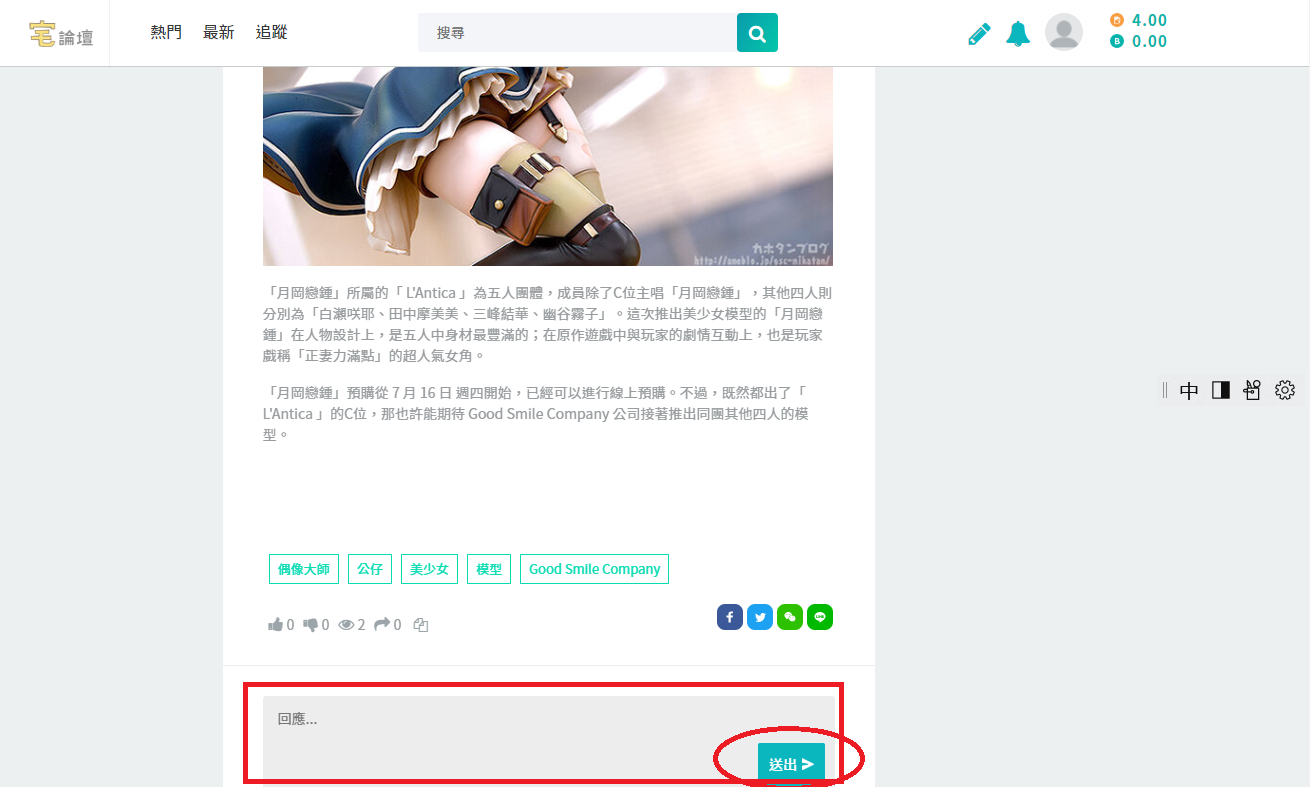 宅論壇
熱門 最新 追蹤
搜尋
4.00
B 0.00
カホタンブログ
http://ameblo.jp/gsc-mikatan/
「月岡戀鍾」所屬的「 L'Antica 」為五人團體，成員除了C位主唱「月岡戀鍾」，其他四人則
分別為「白瀬咲耶、田中摩美美、三峰結華、幽谷霧子」。這次推出美少女模型的「月岡戀
鍾」在人物設計上，是五人中身材最豐滿的；在原作遊戲中與玩家的劇情互動上，也是玩家
戲稱「正妻力滿點」的超人氣女角。
「月岡戀鍾」預購從 7 月 16 日 週四開始，已經可以進行線上預購。不過，既然都出了「
L'Antica 」的C位，那也許能期待 Good Smile Company 公司接著推出同團其他四人的模
型。
中
偶像大師 公仔 美少女 模型 Good Smile Company
0 0 2 0
f LINE
回應...
送出